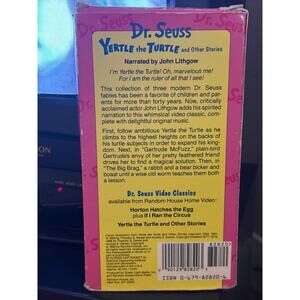 Dr. Seuss
YERTLE THE TURTLE and Other Stories
Narrated by John Lithgow
I'm Yertle the Turtle! Oh, marvelous me!
For I am the ruler of all that I see!
This collection of three modern Dr. Seuss
fables has been a favorite of children and par-
ents for more than forty years. Now, critically
acclaimed actor John Lithgow adds his spirited
narration to this whimsical video classic, com-
plete with delightful original music.
First, follow ambitious Yertle the Turtle as he
climbs to the highest heights on the backs of
his turtle subjects in order to expand his king-
dom. Next, in "Gertrude McFuzz," plain-bird
Gertrude's envy of her pretty feathered friend
drives her to find a magical solution. Then, in
"The Big Brag," a rabbit and a bear bicker and
boast until a wise old worm teaches them both
a lesson.
Dr. Seuss Video Classics
available from Random House Home Video:
Horton Hatches the Egg
plus If I Ran the Circus
Yertle the Turtle and Other Stories
ISBN 0-679-82820-6